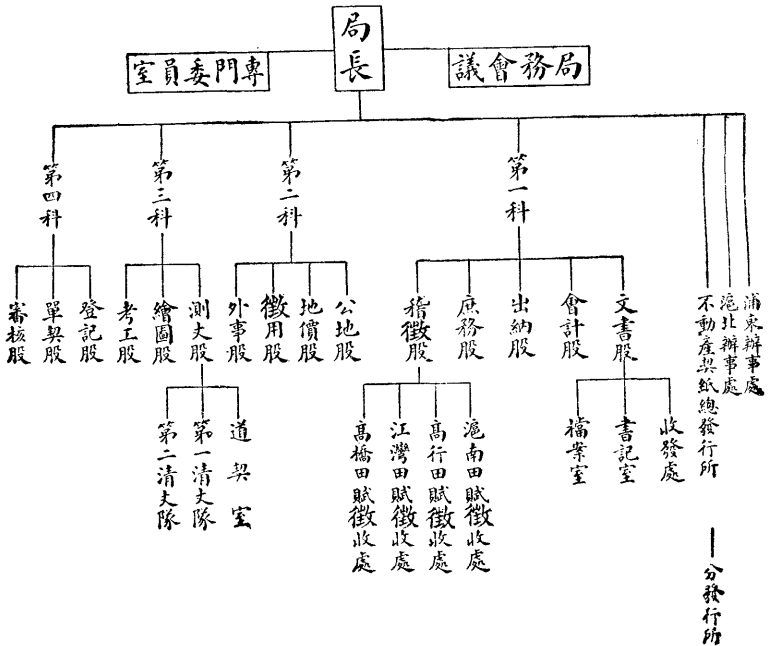 局長
局務會議
專門委員室
浦東辦事處
滬北辦事處
不動產契紙總發行所
分發行所
第一科
文書股
會計股
出納股
庶務股
稽徵股
收發處
書記室
檔案室
滬南田賦徵收處
高行田賦徵收處
江灣田賦徵收處
高橋田賦徵收處
第二科
公地股
地價股
徵用股
外事股
第三科
測丈股
繪圖股
考工股
道契室
第一清丈隊
第二清丈隊
第四科
登記股
單契股
審核股